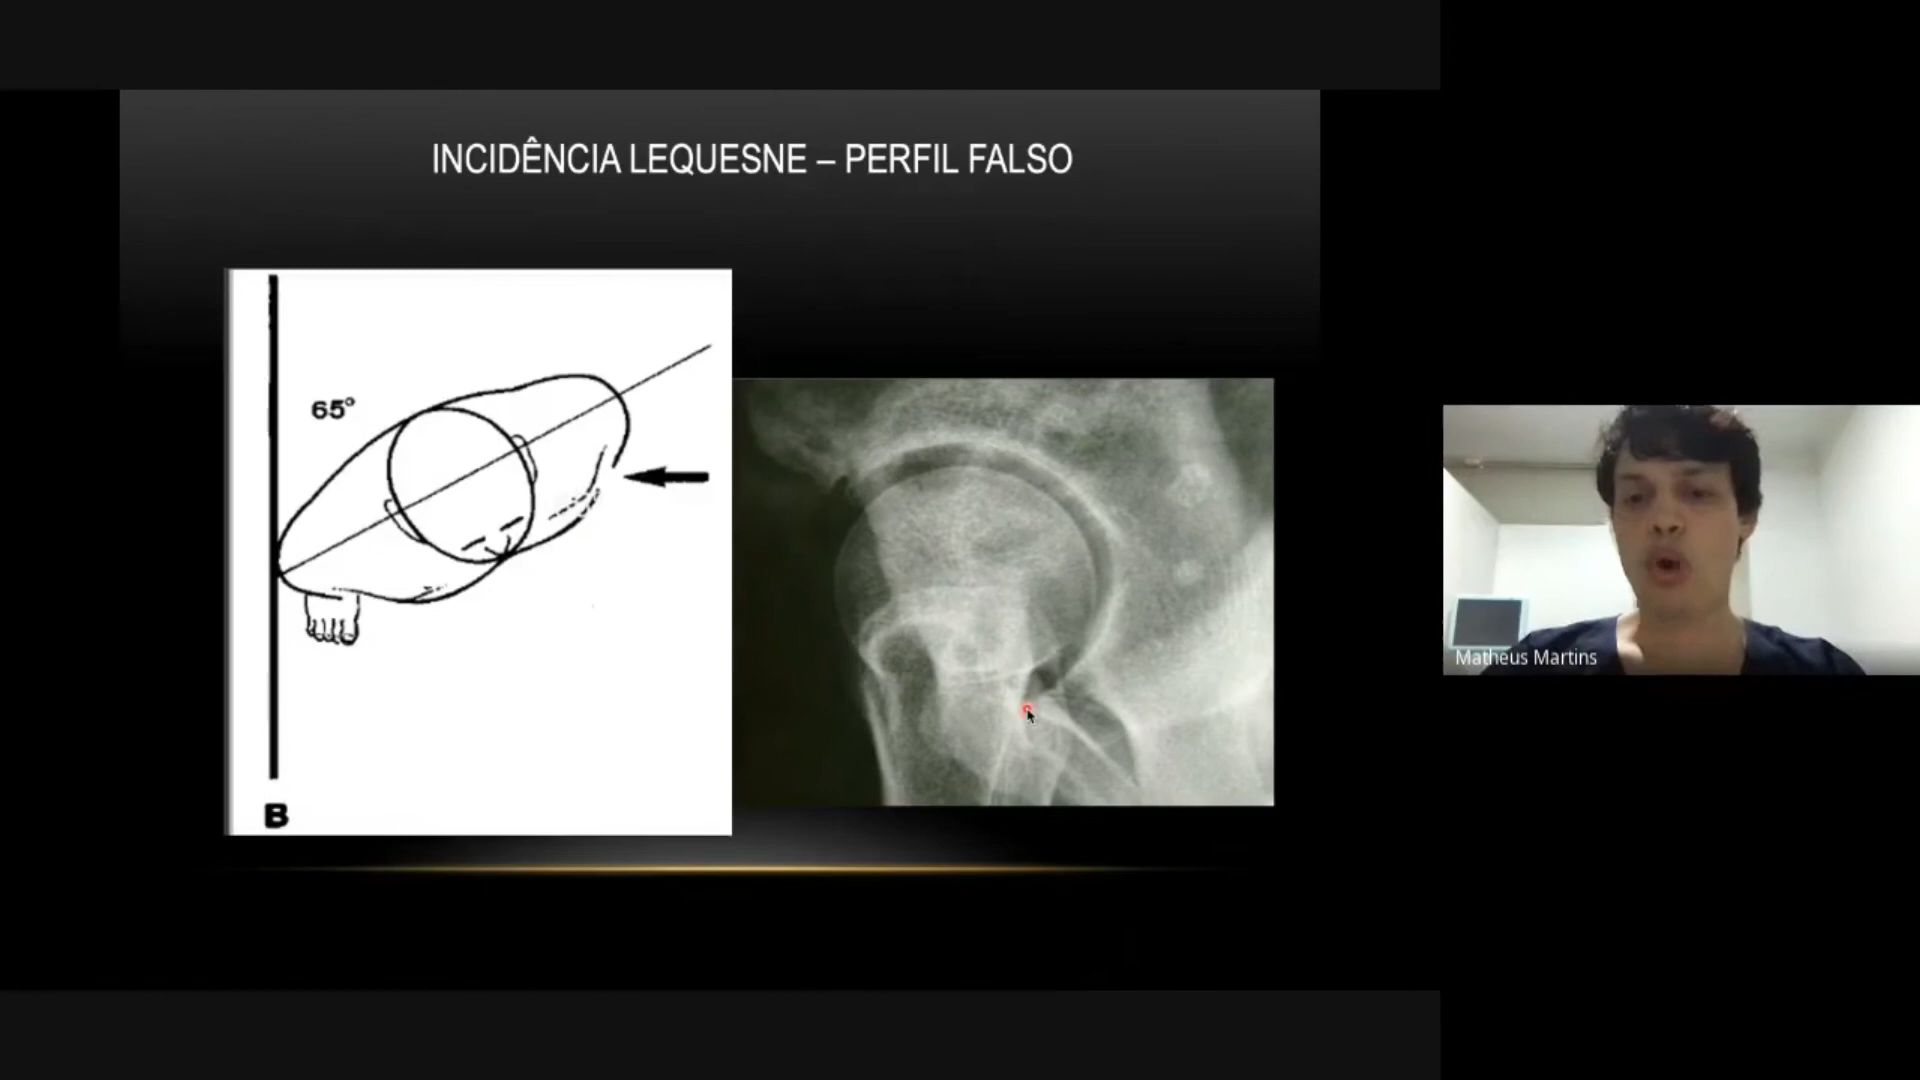 INCIDÊNCIA LEQUESNE – PERFIL FALSO
65°
B
Matheus Martins